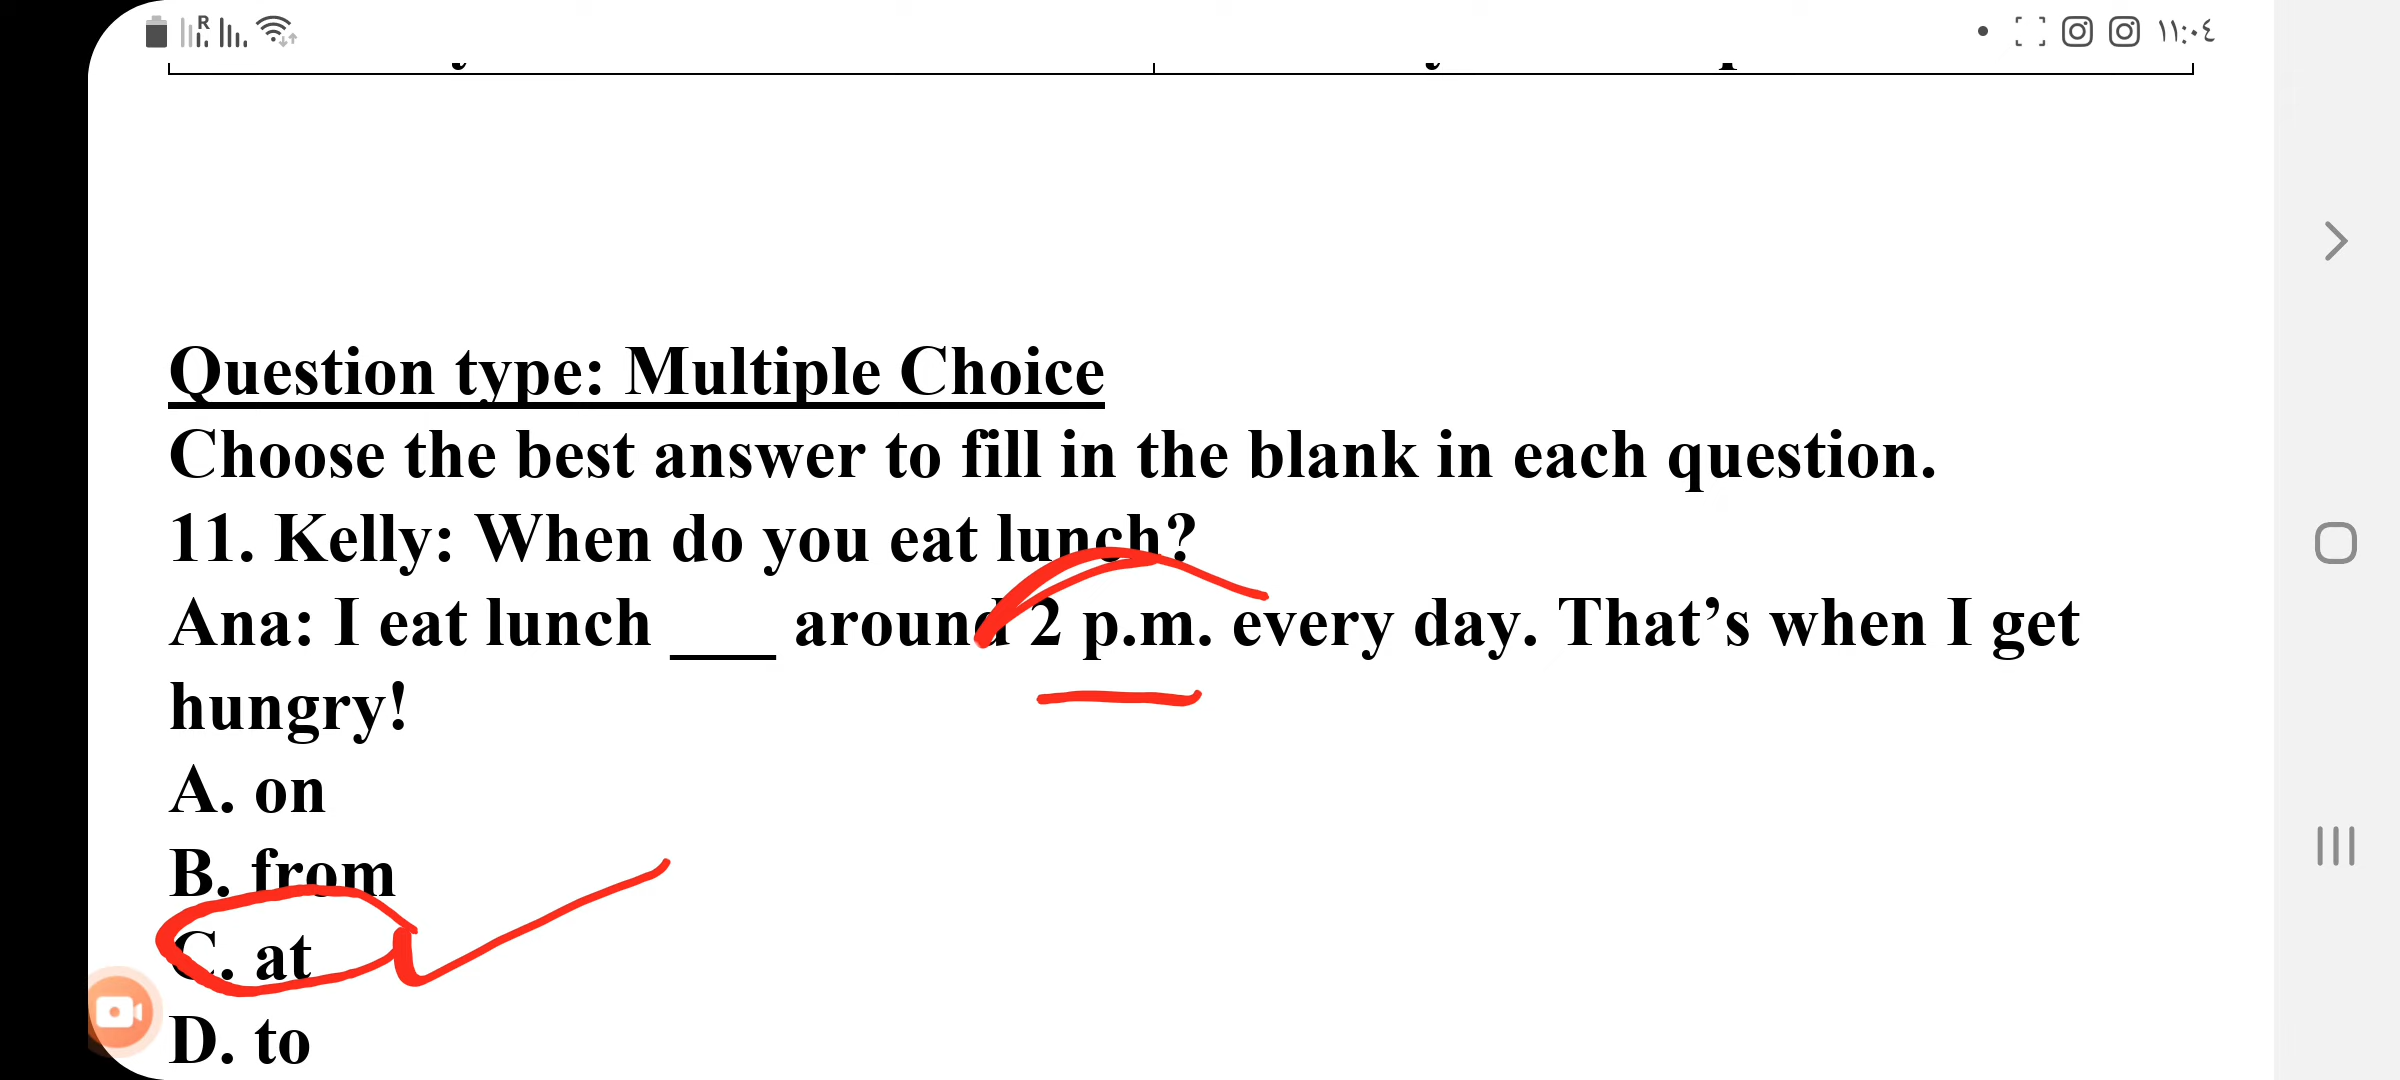 R ١١:٠٤
Question type: Multiple Choice
Choose the best answer to fill in the blank in each question.
11. Kelly: When do you eat lunch?
Ana: I eat lunch ___ around 2 p.m. every day. That’s when I get
hungry!
A. on
B. from
C. at
D. to